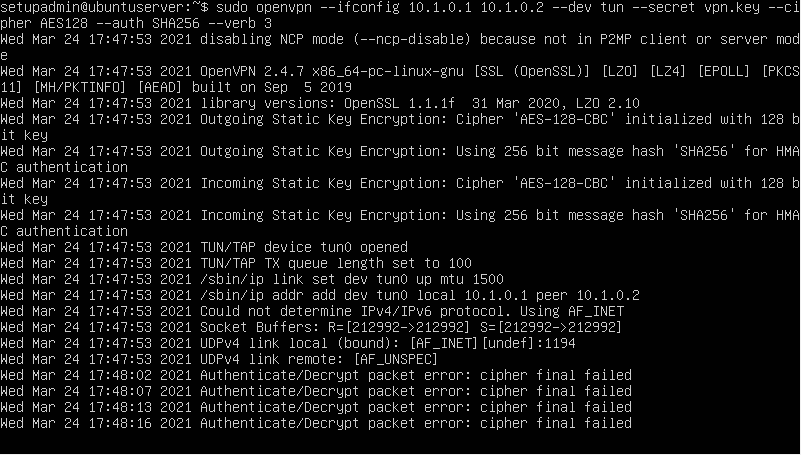 setupadmin@ubuntuserver:~$ sudo openvpn --ifconfig 10.1.0.1 10.1.0.2 --dev tun --secret vpn.key --ci
pher AES128 --auth SHA256 --verb 3
Wed Mar 24 17:47:53 2021 disabling NCP mode (--ncp-disable) because not in P2MP client or server mod
e
Wed Mar 24 17:47:53 2021 OpenVPN 2.4.7 x86_64-pc-linux-gnu [SSL (OpenSSL)] [LZO] [LZ4] [EPOLL] [PKCS
11] [MH/PKTINFO] [AEAD] built on Sep  5 2019
Wed Mar 24 17:47:53 2021 library versions: OpenSSL 1.1.1f  31 Mar 2020, LZO 2.10
Wed Mar 24 17:47:53 2021 Outgoing Static Key Encryption: Cipher 'AES-128-CBC' initialized with 128 b
it key
Wed Mar 24 17:47:53 2021 Outgoing Static Key Encryption: Using 256 bit message hash 'SHA256' for HMA
C authentication
Wed Mar 24 17:47:53 2021 Incoming Static Key Encryption: Cipher 'AES-128-CBC' initialized with 128 b
it key
Wed Mar 24 17:47:53 2021 Incoming Static Key Encryption: Using 256 bit message hash 'SHA256' for HMA
C authentication
Wed Mar 24 17:47:53 2021 TUN/TAP device tun0 opened
Wed Mar 24 17:47:53 2021 TUN/TAP TX queue length set to 100
Wed Mar 24 17:47:53 2021 /sbin/ip link set dev tun0 up mtu 1500
Wed Mar 24 17:47:53 2021 /sbin/ip addr add dev tun0 local 10.1.0.1 peer 10.1.0.2
Wed Mar 24 17:47:53 2021 Could not determine IPv4/IPv6 protocol. Using AF_INET
Wed Mar 24 17:47:53 2021 Socket Buffers: R=[212992->212992] S=[212992->212992]
Wed Mar 24 17:47:53 2021 UDPv4 link local (bound): [AF_INET][undef]:1194
Wed Mar 24 17:47:53 2021 UDPv4 link remote: [AF_UNSPEC]
Wed Mar 24 17:48:02 2021 Authenticate/Decrypt packet error: cipher final failed
Wed Mar 24 17:48:07 2021 Authenticate/Decrypt packet error: cipher final failed
Wed Mar 24 17:48:13 2021 Authenticate/Decrypt packet error: cipher final failed
Wed Mar 24 17:48:16 2021 Authenticate/Decrypt packet error: cipher final failed